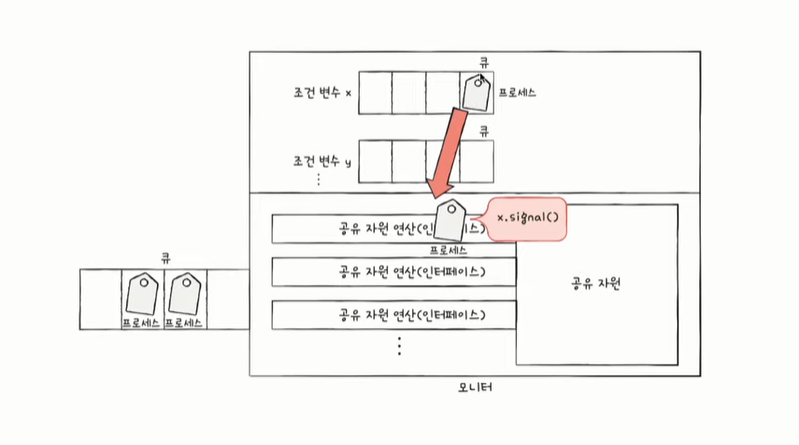 큐
조건 변수 x
프로세스
큐
조건 변수 y
x.signal()
공유 자원 연산(인터페이스)
프로세스
큐
공유 자원 연산(인터페이스)
공유 자원
프로세스 프로세스
공유 자원 연산(인터페이스)
모니터